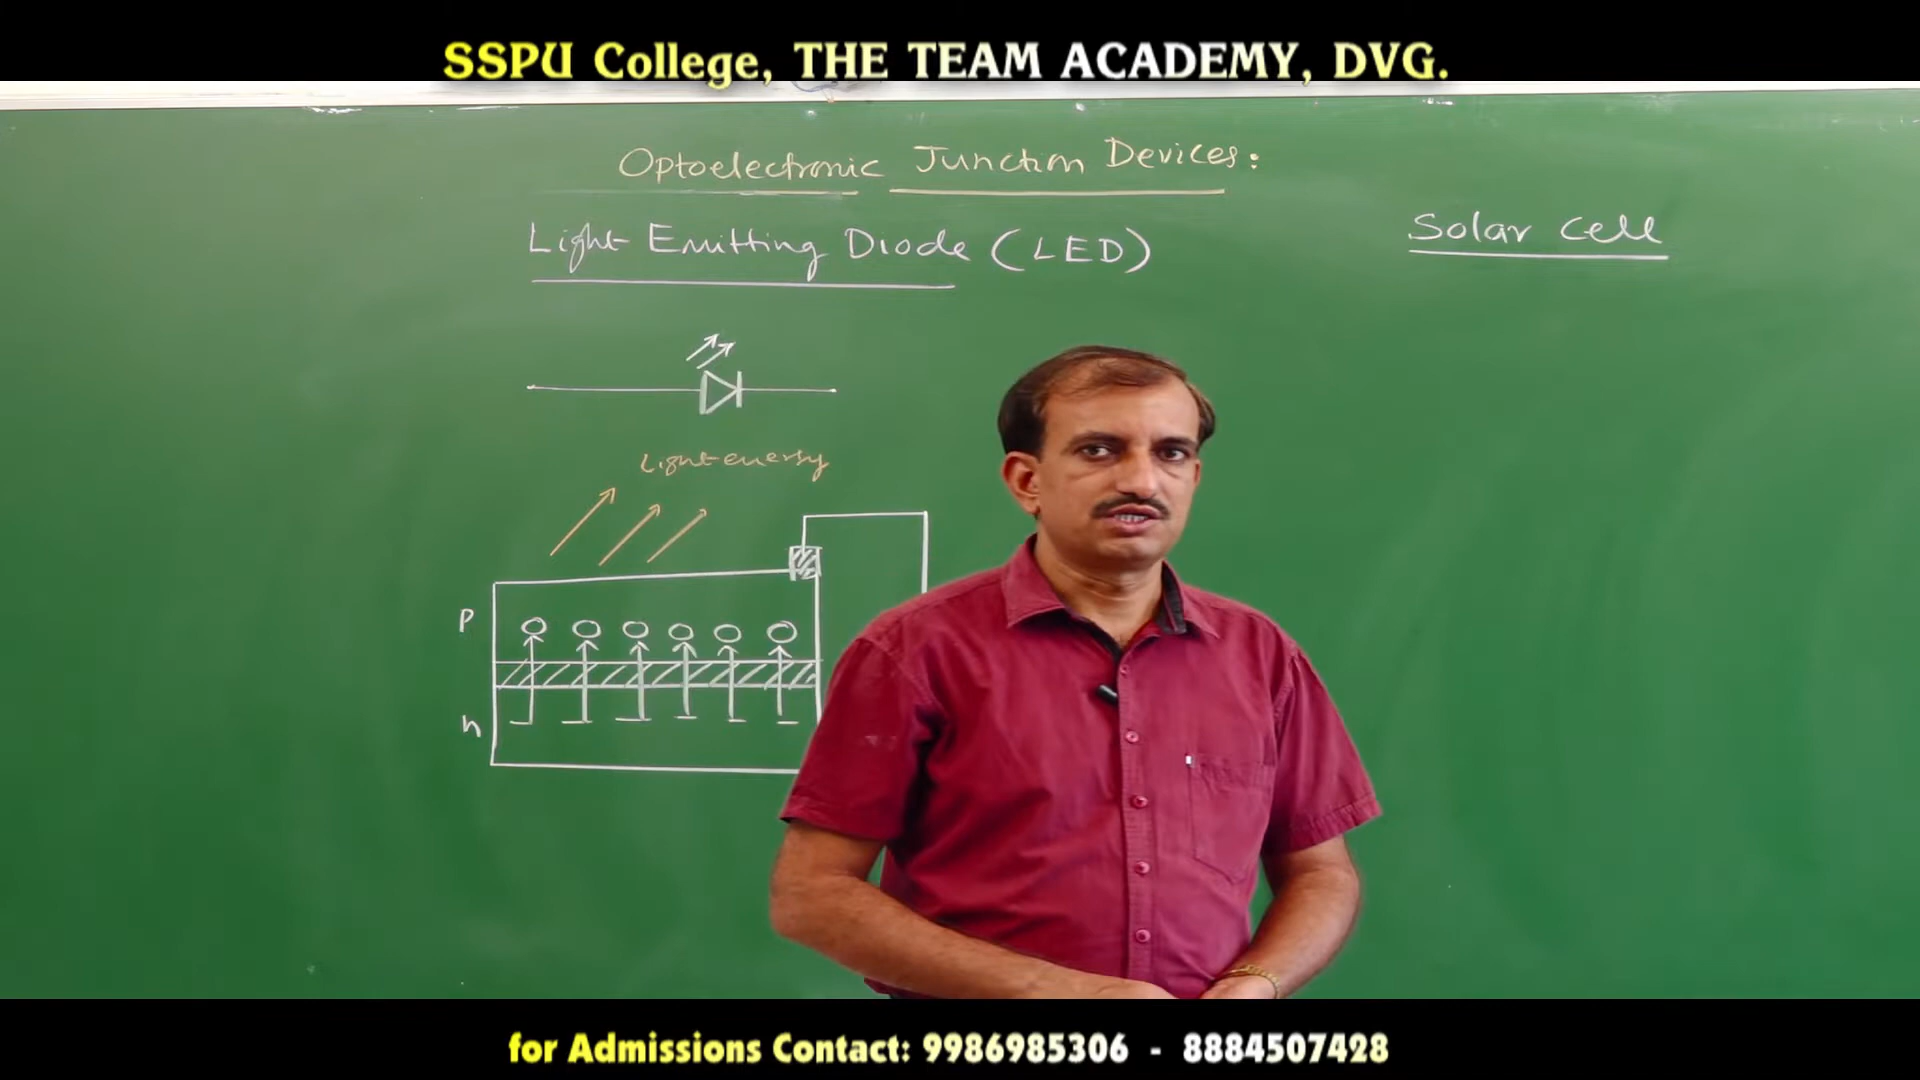 SSPU College, THE TEAM ACADEMY, DVG.
Optoelectronic Junction Devices:
Light Emitting Diode (LED)
Solar Cell
Light energy
P
n
for Admissions Contact: 9986985306 - 8884507428